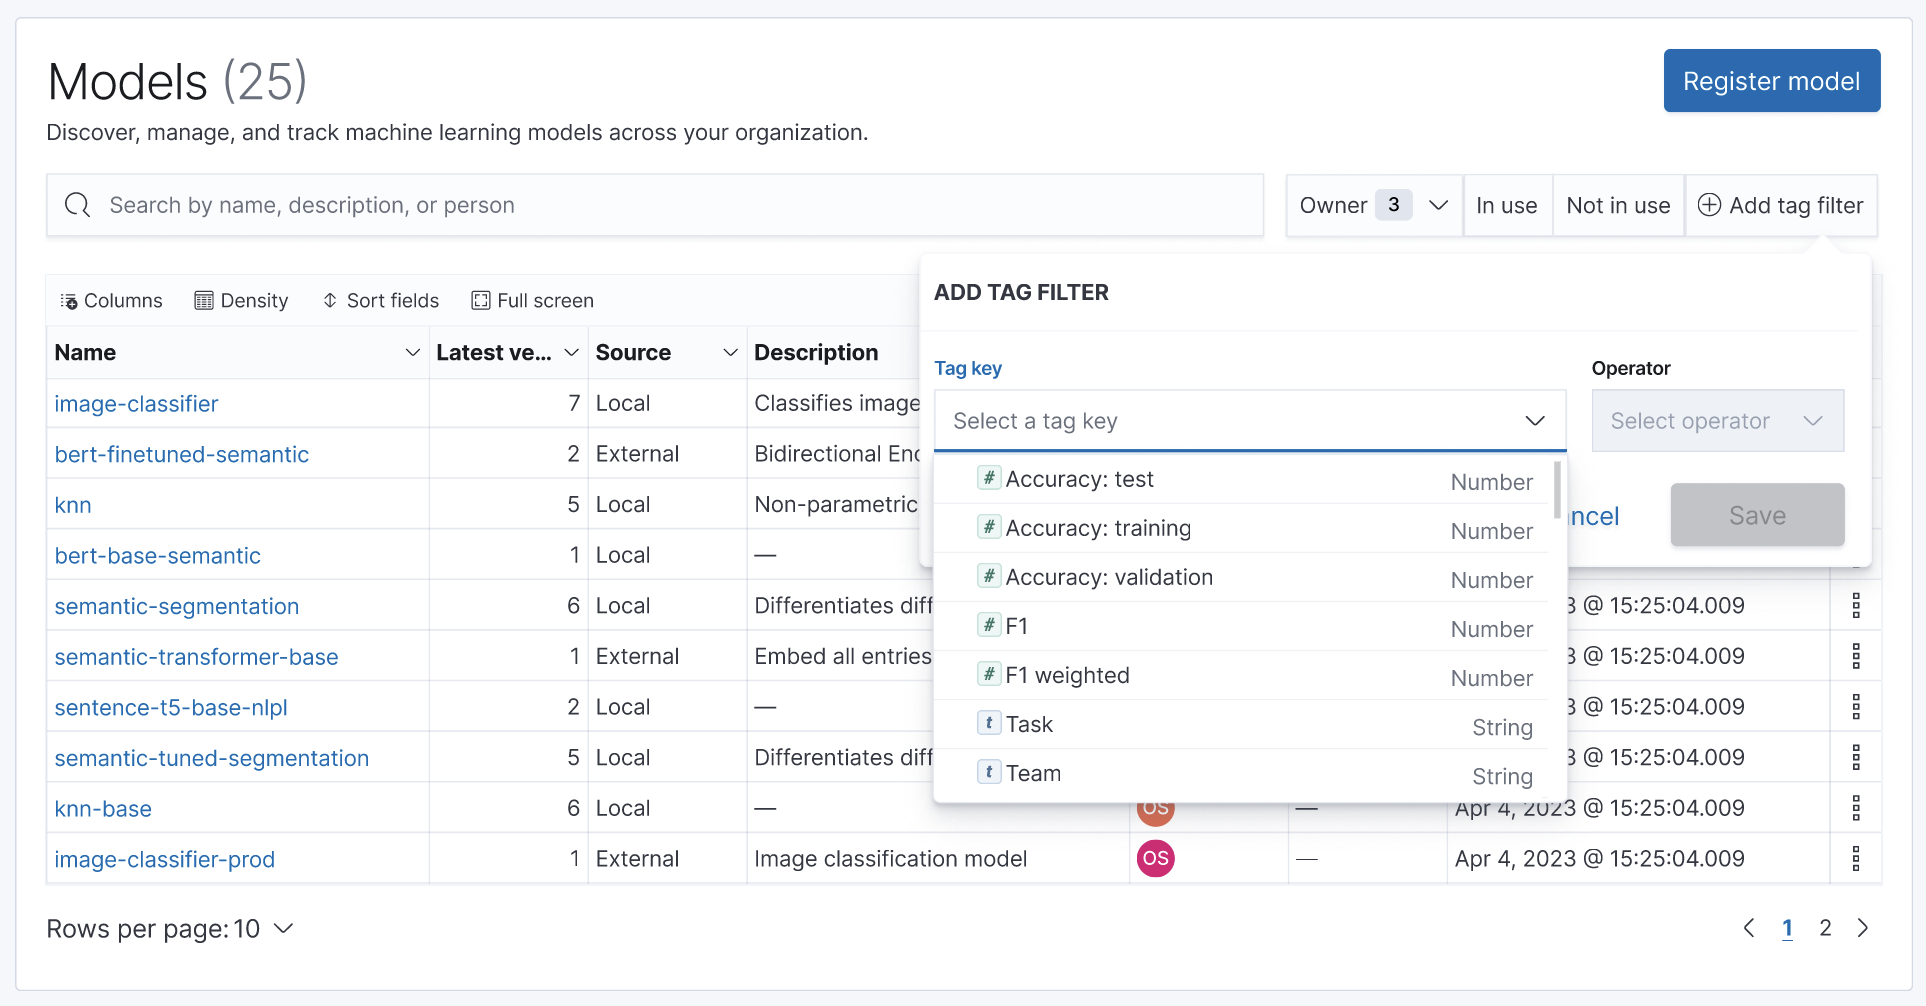 Models (25)
Register model
Discover, manage, and track machine learning models across your organization.
Search by name, description, or person
Owner 3 In use Not in use Add tag filter
Columns Density Sort fields Full screen
ADD TAG FILTER
Name Latest ve... Source Description
Tag key Operator
Select a tag key Select operator
image-classifier 7 Local Classifies image
bert-finetuned-semantic 2 External Bidirectional Enc
knn 5 Local Non-parametric
bert-base-semantic 1 Local —
semantic-segmentation 6 Local Differentiates diff 3 @ 15:25:04.009
semantic-transformer-base 1 External Embed all entries 3 @ 15:25:04.009
sentence-t5-base-nlpl 2 Local — 3 @ 15:25:04.009
semantic-tuned-segmentation 5 Local Differentiates diff 3 @ 15:25:04.009
knn-base 6 Local — OS — Apr 4, 2023 @ 15:25:04.009
image-classifier-prod 1 External Image classification model OS — Apr 4, 2023 @ 15:25:04.009
# Accuracy: test Number
# Accuracy: training Number
# Accuracy: validation Number
# F1 Number
# F1 weighted Number
t Task String
t Team String
ncel Save
Rows per page: 10
1 2